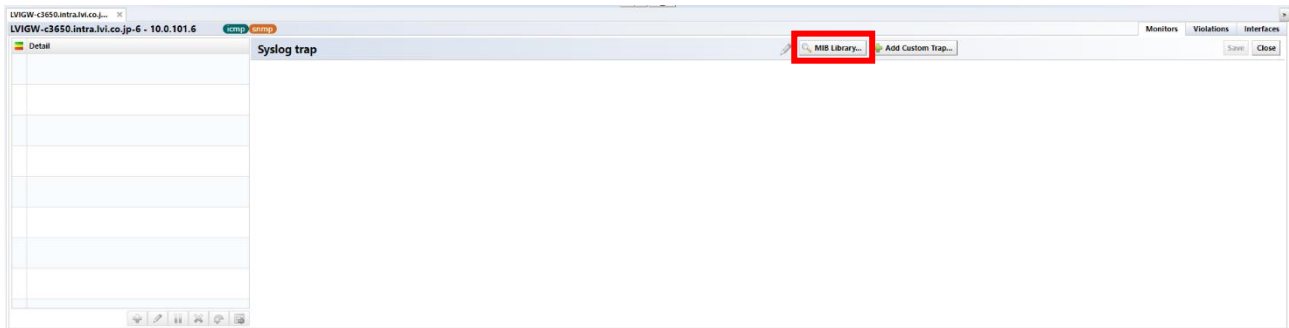 LVIGW-c3650.intra.lvi.co.j...
LVIGW-c3650.intra.lvi.co.jp-6 - 10.0.101.6 icmp snmp Monitors Violations Interfaces
Detail
Syslog trap MIB Library... Add Custom Trap... Save Close